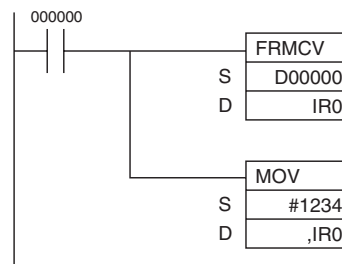 000000
FRMCV
S D00000
D IR0
MOV
S #1234
D ,IR0